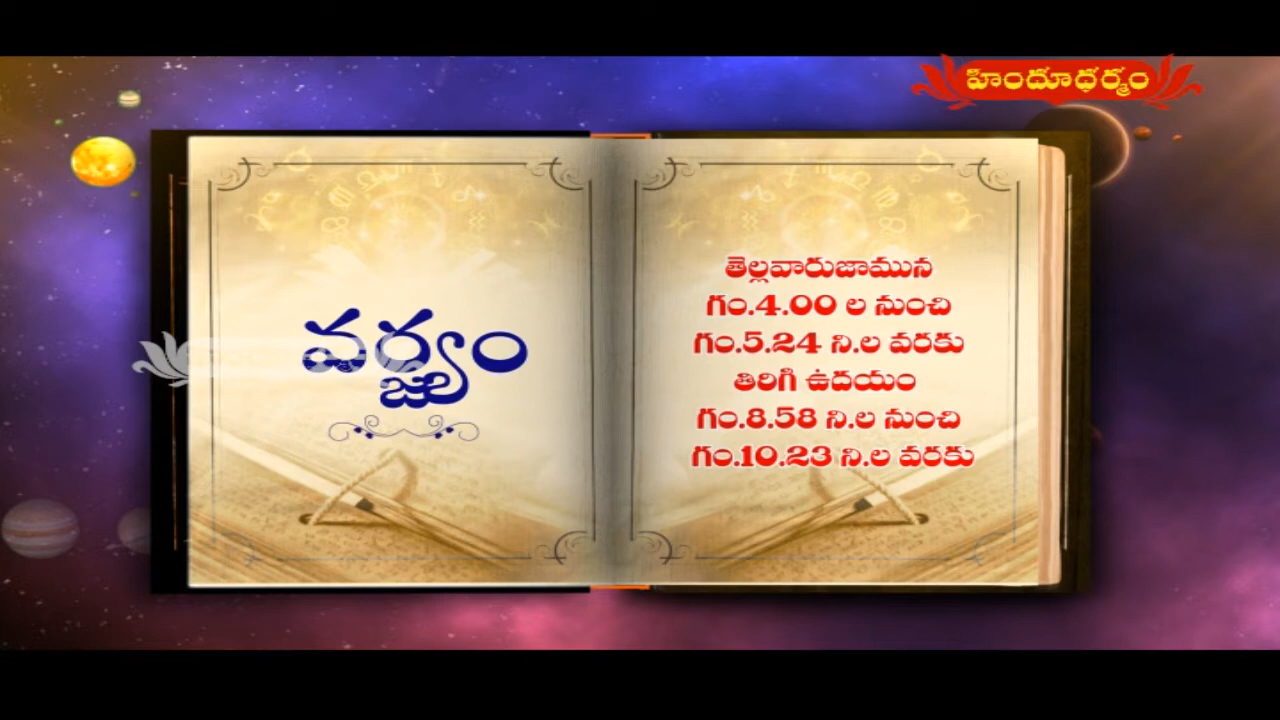 హిందూధర్మం
వర్జ్యం
తెల్లవారుజామున
గం.4.00 ల నుంచి
గం.5.24 ని.ల వరకు
తిరిగి ఉదయం
గం.8.58 ని.ల నుంచి
గం.10.23 ని.ల వరకు